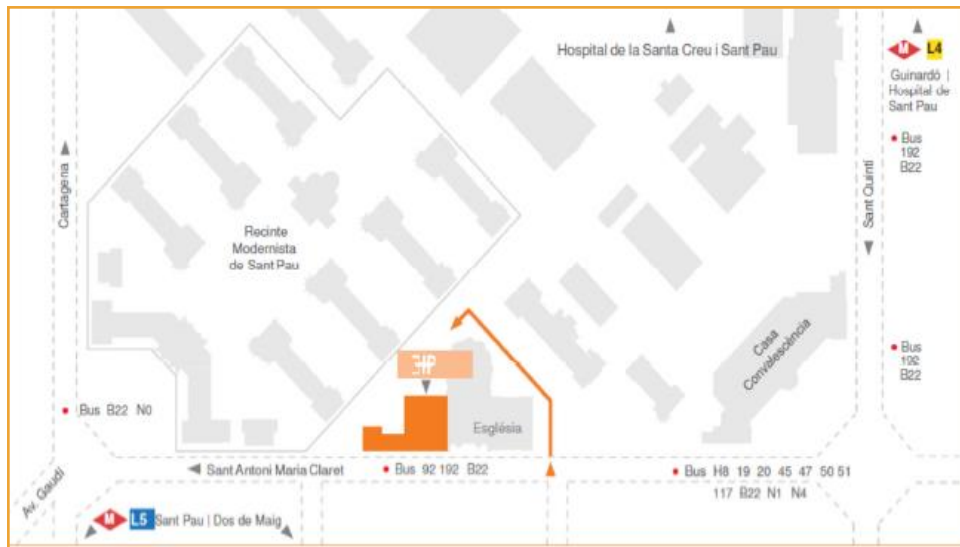 Hospital de la Santa Creu i Sant Pau
M L4
Guinardó |
Hospital de
Sant Pau
Bus
192
B22
Cartagena
Sant Quintí
Recinte
Modernista
de Sant Pau
Casa
Convalescència
Bus
192
B22
Bus B22 N0
Església
Sant Antoni Maria Claret
Bus 92 192 B22
Bus H8 19 20 45 47 50 51
117 B22 N1 N4
Av. Gaudí
M L5 Sant Pau | Dos de Maig